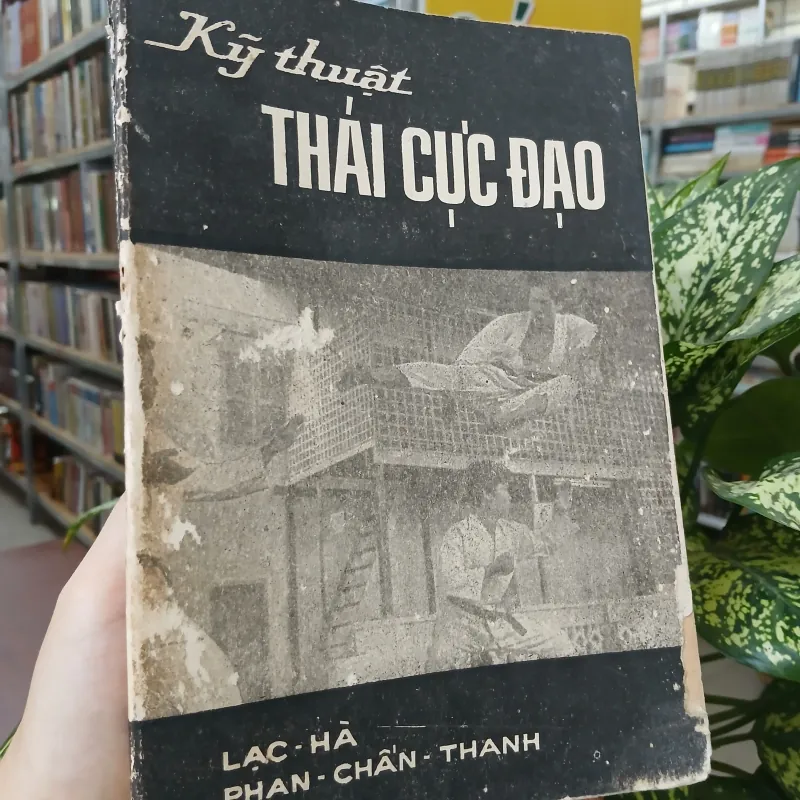 Kỹ thuật
THÁI CỰC ĐẠO
LẠC - HÀ
PHAN - CHẤN - THANH